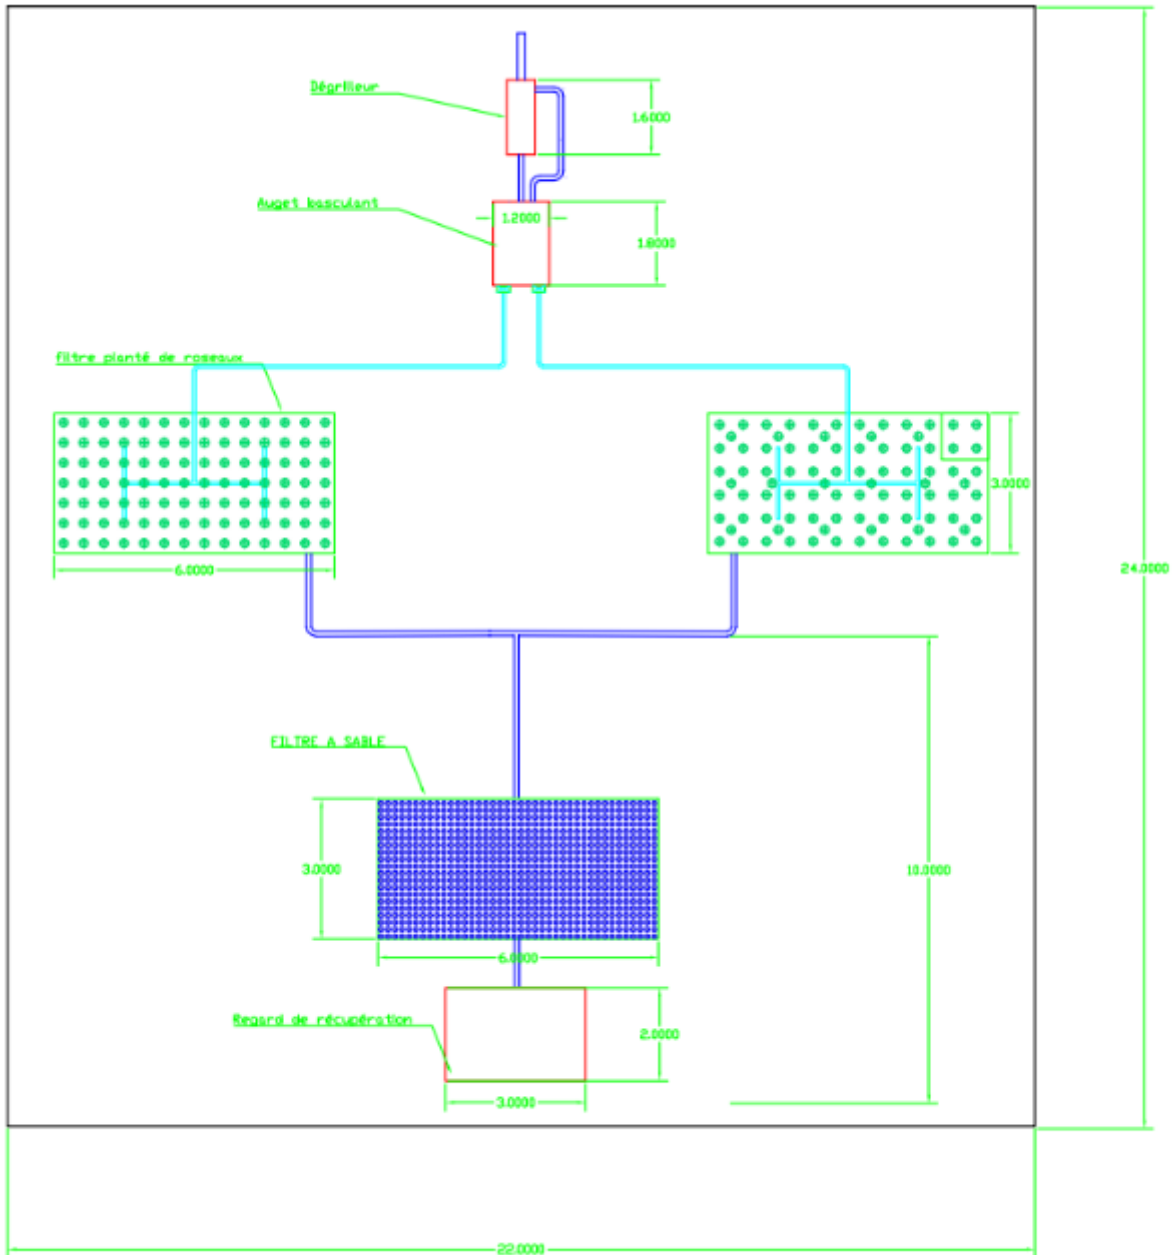 Dégrilleur
1.6000
Auget basculant
1.2000
1.8000
filtre planté de roseaux
3.0000
24.0000
6.0000
FILTRE A SABLE
3.0000
10.0000
6.0000
Regard de récupération
2.0000
3.0000
22.0000